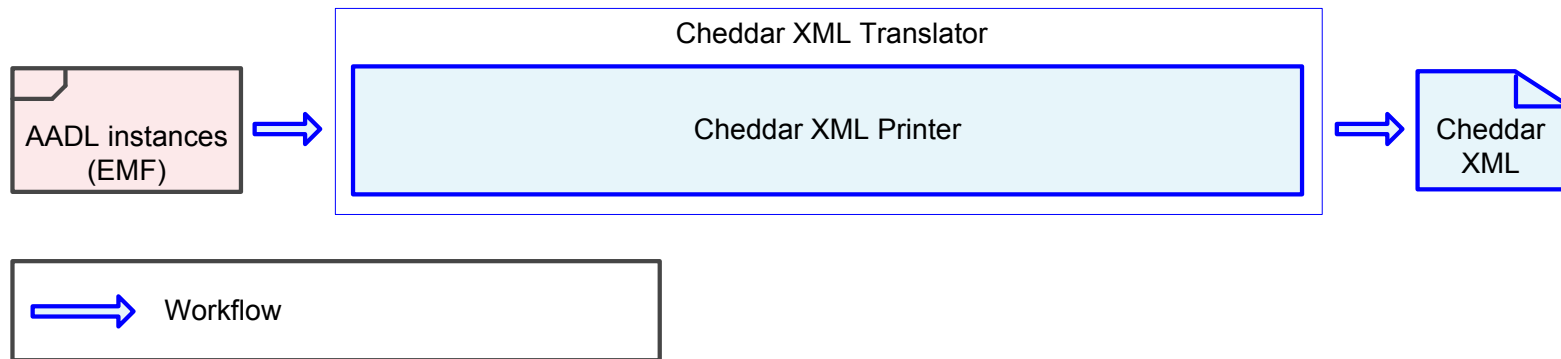 Cheddar XML Translator
AADL instances
(EMF)
Cheddar XML Printer
Cheddar
XML
Workflow